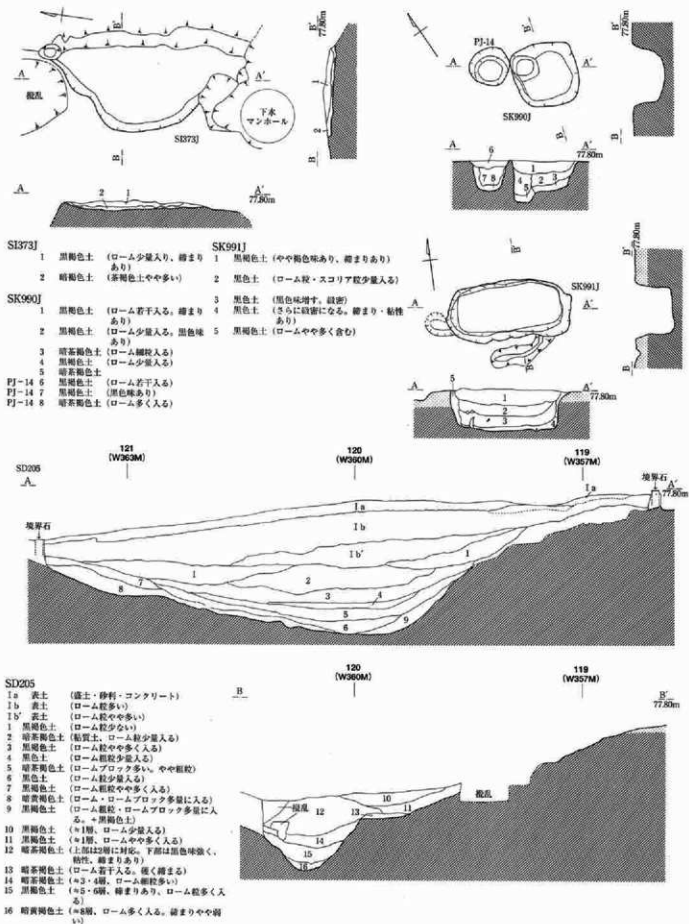 B'
B'
77.80m
A
A'
撹乱
SI373J
下水
マンホール
1
2
B
B
A
2
1
A'
77.80m
PJ-14
B'
A
A'
SK990J
B
B'
77.80m
B
A
6
A'
77.80m
1
7
8
4
2
3
5
SI373J
1 黒褐色土 (ローム少量入り、締まり
あり)
2 暗褐色土 (茶褐色土やや多い)
SK990J
1 黒褐色土 (ローム若干入る。締まり
あり)
2 黒褐色土 (ローム少量入る。黒色味
あり)
3 暗茶褐色土 (ローム細粒入る)
4 黒褐色土 (ローム少量入る)
5 暗茶褐色土
PJ-14 6 黒褐色土 (ローム若干入る)
PJ-14 7 黒褐色土 (黒色味あり)
PJ-14 8 暗茶褐色土 (ローム多く入る)
SK991J
1 黒褐色土 (やや褐色味あり、締まりあり)
2 黒色土 (ローム粒・スコリア粒少量入る)
3 黒色土 (黒色味増す。緻密)
4 黒色土 (さらに緻密になる。締まり・粘性
あり)
5 黒褐色土 (ロームやや多く含む)
B'
SK991J
A
A'
B
B'
77.80m
B
A
5
A'
77.80m
1
2
3
4
121
(W363M)
120
(W360M)
119
(W357M)
SD205
A
A'
77.80m
境界石
境界石
Ia
Ia
Ib
Ib'
1
1
2
3
4
5
6
7
8
9
SD205
Ia 表土 (盛土・砂利・コンクリート)
Ib 表土 (ローム粒多い)
Ib' 表土 (ローム粒やや多い)
1 黒褐色土 (ローム粒少ない)
2 暗茶褐色土 (粘質土、ローム粒少量入る)
3 黒褐色土 (ローム粒やや多く入る)
4 黒色土 (ローム粗粒少量入る)
5 暗茶褐色土 (ロームブロック多い。やや粗粒)
6 黒色土 (ローム粒少量入る)
7 黒褐色土 (ローム粗粒やや多く入る)
8 暗黄褐色土 (ローム・ロームブロック多量に入る)
9 黒褐色土 (ローム粗粒・ロームブロック多量に入
る。+黒褐色土)
10 黒褐色土 (≈1層、ローム少量入る)
11 黒褐色土 (≈1層、ロームやや多く入る)
12 暗茶褐色土 (上部は2層に対応。下部は黒色味強く、
粘性、締まりあり)
13 暗茶褐色土 (ローム若干入る。硬く締まる)
14 暗茶褐色土 (≈3・4層、ローム細粒多い)
15 黒褐色土 (≈5・6層、締まりあり、ローム粒多く入
る)
16 暗黄褐色土 (≈8層、ローム多く入る。締まりやや弱
い)
120
(W360M)
119
(W357M)
B
B'
77.80m
撹乱
撹乱
10
11
12
13
14
15
16